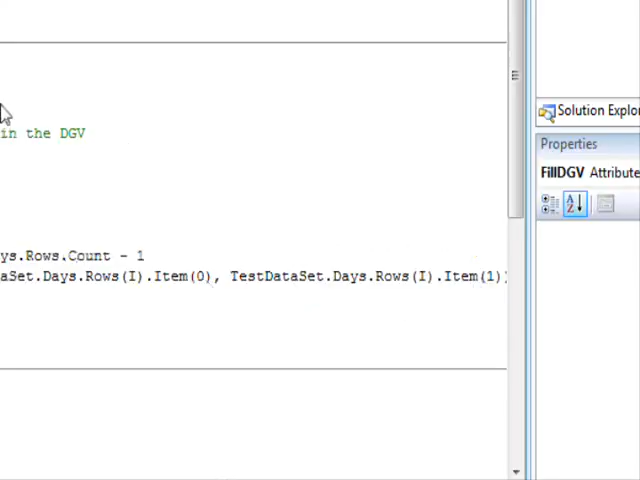 in the DGV
ys.Rows.Count - 1
aSet.Days.Rows(I).Item(0), TestDataSet.Days.Rows(I).Item(1))
Solution Explo
Properties
FillDGV Attribute